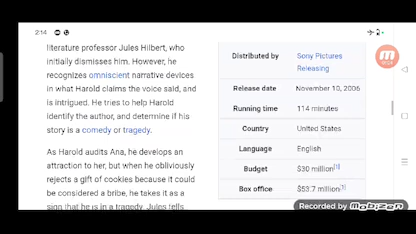 2:14
literature professor Jules Hilbert, who
initially dismisses him. However, he
recognizes omniscient narrative devices
in what Harold claims the voice said, and
is intrigued. He tries to help Harold
identify the author, and determine if his
story is a comedy or tragedy.
As Harold audits Ana, he develops an
attraction to her, but when he obliviously
rejects a gift of cookies because it could
be considered a bribe, he takes it as a
sign that he is in a tragedy. Jules tells
Distributed by Sony Pictures
Releasing
Release date November 10, 2006
Running time 114 minutes
Country United States
Language English
Budget $30 million[1]
Box office $53.7 million
Recorded by Mobizen